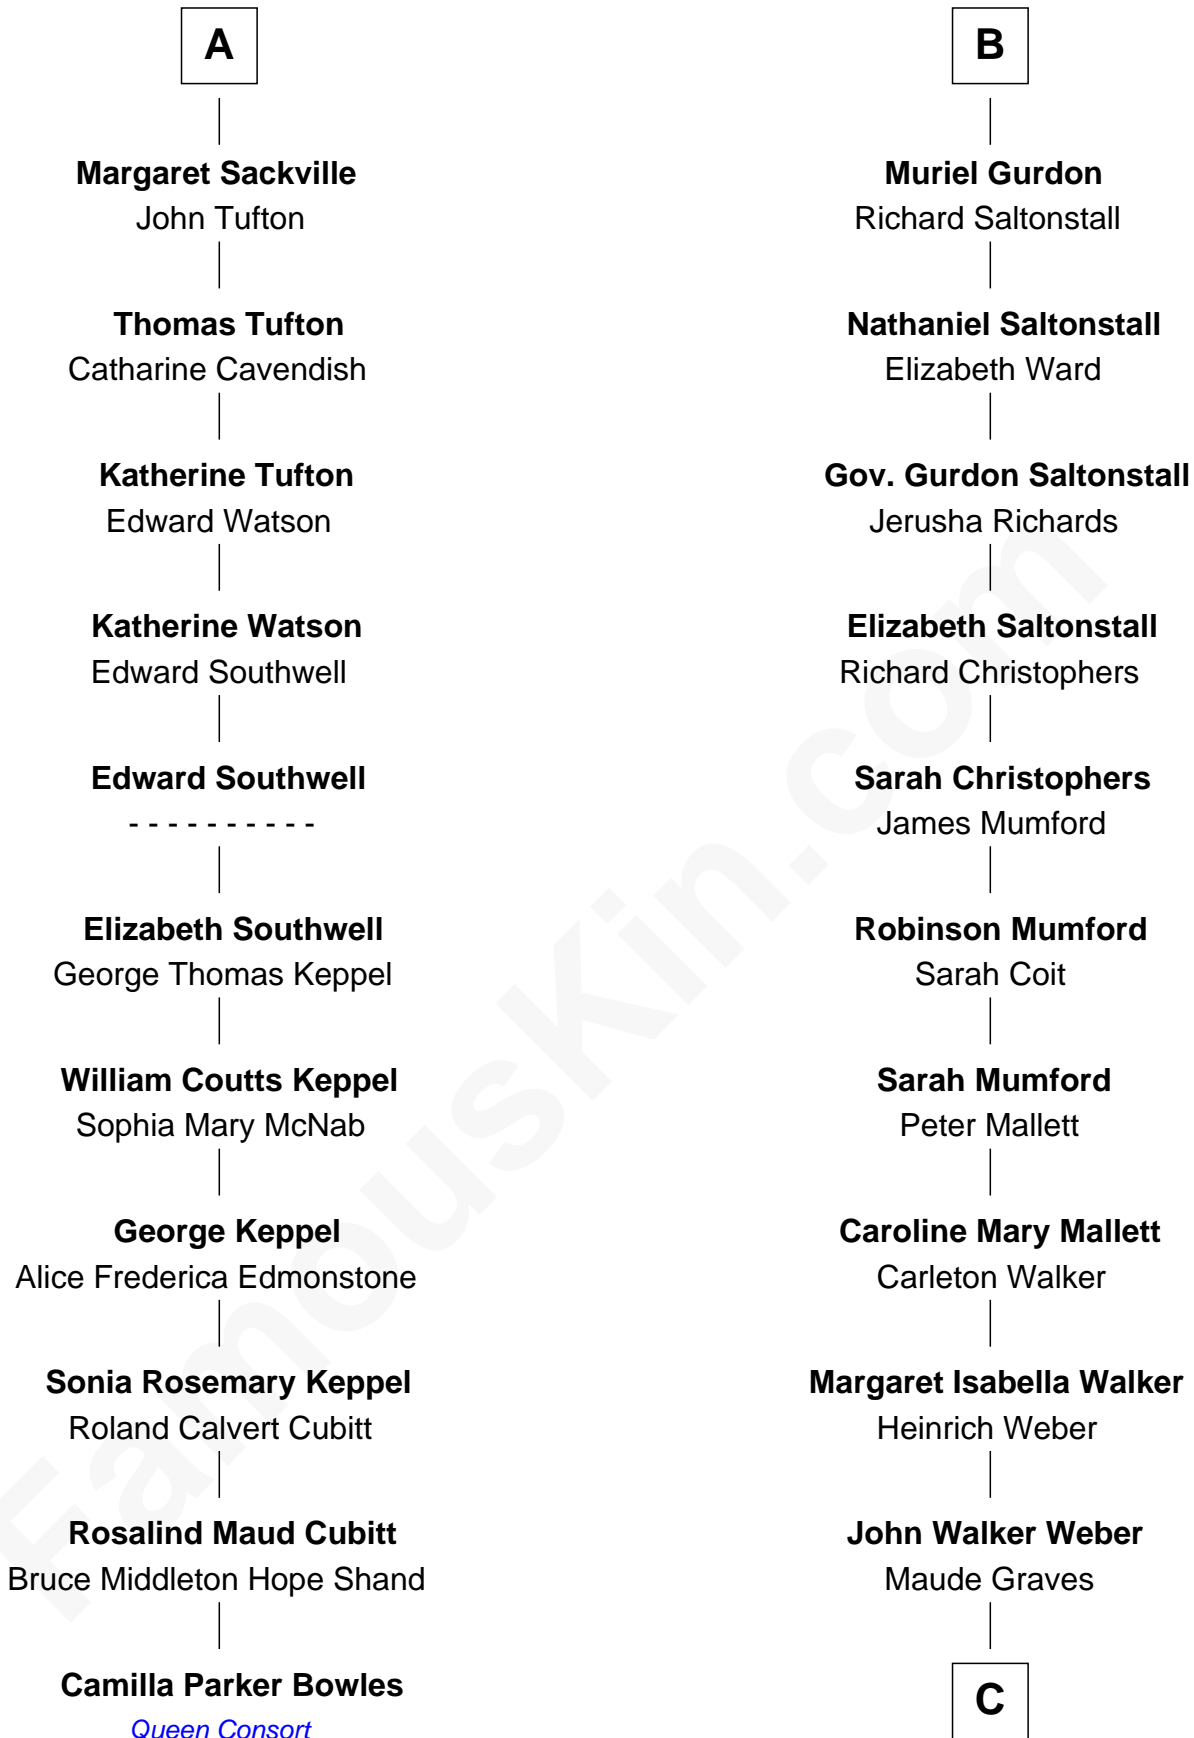 A
Margaret Sackville
John Tufton
Thomas Tufton
Catharine Cavendish
Katherine Tufton
Edward Watson
Katherine Watson
Edward Southwell
Edward Southwell
- - - - - - - - - -
Elizabeth Southwell
George Thomas Keppel
William Coutts Keppel
Sophia Mary McNab
George Keppel
Alice Frederica Edmonstone
Sonia Rosemary Keppel
Roland Calvert Cubitt
Rosalind Maud Cubitt
Bruce Middleton Hope Shand
Camilla Parker Bowles
Queen Consort
B
Muriel Gurdon
Richard Saltonstall
Nathaniel Saltonstall
Elizabeth Ward
Gov. Gurdon Saltonstall
Jerusha Richards
Elizabeth Saltonstall
Richard Christophers
Sarah Christophers
James Mumford
Robinson Mumford
Sarah Coit
Sarah Mumford
Peter Mallett
Caroline Mary Mallett
Carleton Walker
Margaret Isabella Walker
Heinrich Weber
John Walker Weber
Maude Graves
C
FamousKin.com